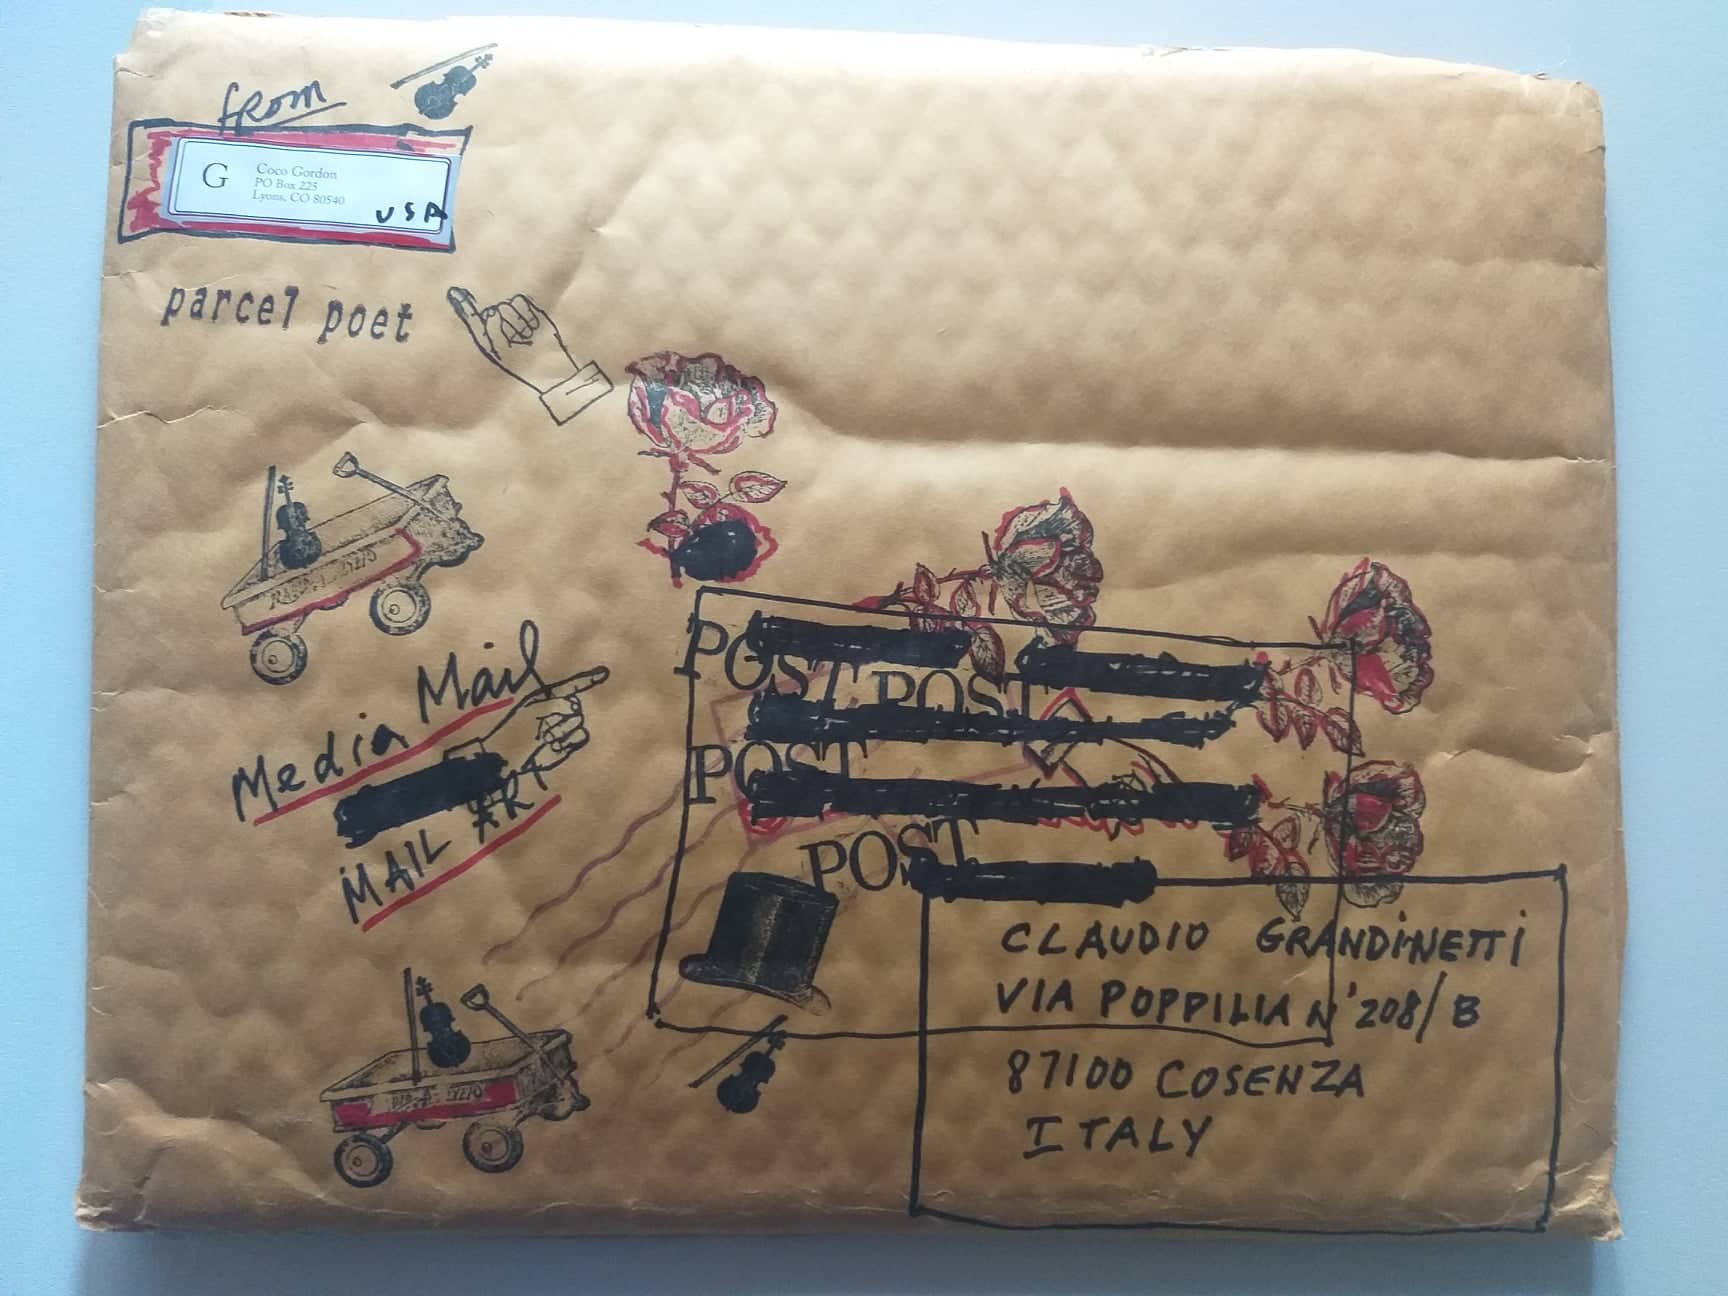 from
G
Coco Gordon
PO Box 225
Lyons, CO 80540
USA
parcel poet
Media Mail
MAIL ART
POST POST
POST
POST
CLAUDIO GRANDINETTI
VIA POPPILIA N' 208/B
87100 COSENZA
ITALY